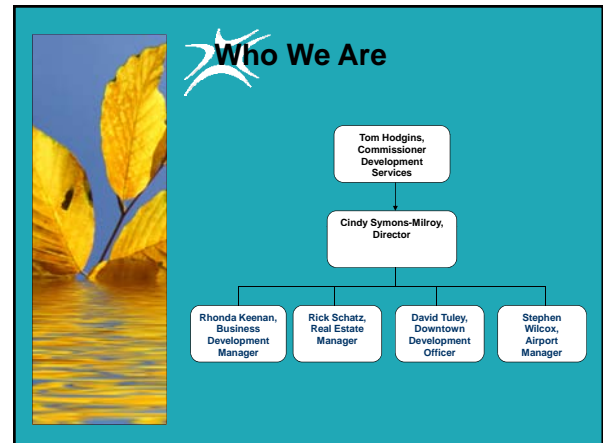 Who We Are
Tom Hodgins,
Commissioner
Development
Services
Cindy Symons-Milroy,
Director
Rhonda Keenan,
Business
Development
Manager
Rick Schatz,
Real Estate
Manager
David Tuley,
Downtown
Development
Officer
Stephen
Wilcox,
Airport
Manager